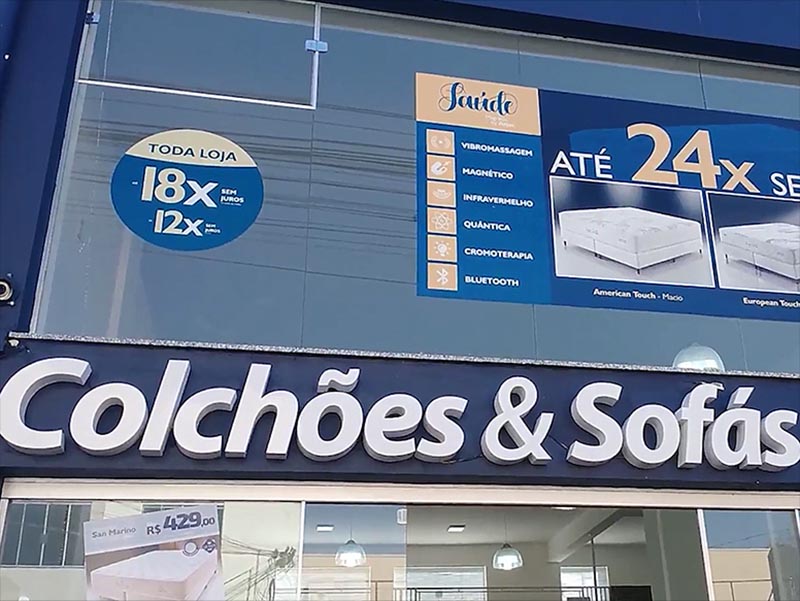 TODA LOJA
18X SEM JUROS
12X SEM JUROS
Saúde
VIBROMASSAGEM
MAGNÉTICO
INFRAVERMELHO
QUÂNTICA
CROMOTERAPIA
BLUETOOTH
ATÉ 24x SE
American Touch - Macio
European Touch
Colchões & Sofás
San Marino R$ 429,00